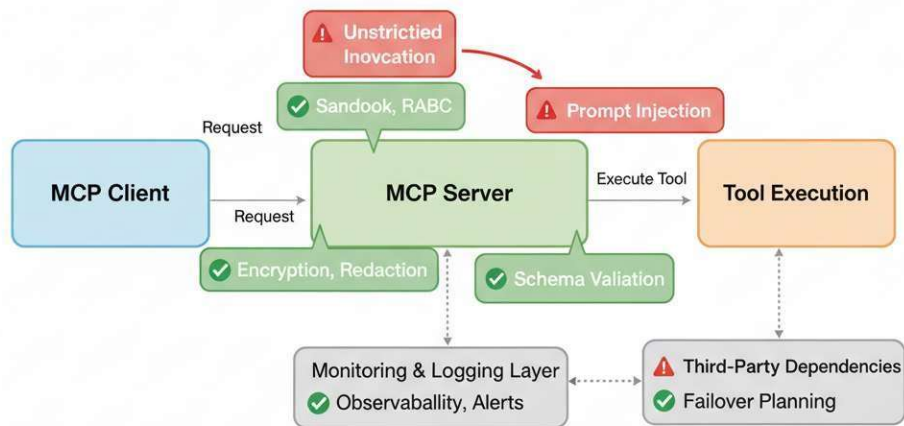 Unstrictied
Inovcation
Sandook, RABC
Prompt Injection
Request
MCP Client
MCP Server
Execute Tool
Tool Execution
Request
Encryption, Redaction
Schema Valiation
Monitoring & Logging Layer
Observaballity, Alerts
Third-Party Dependencies
Failover Planning